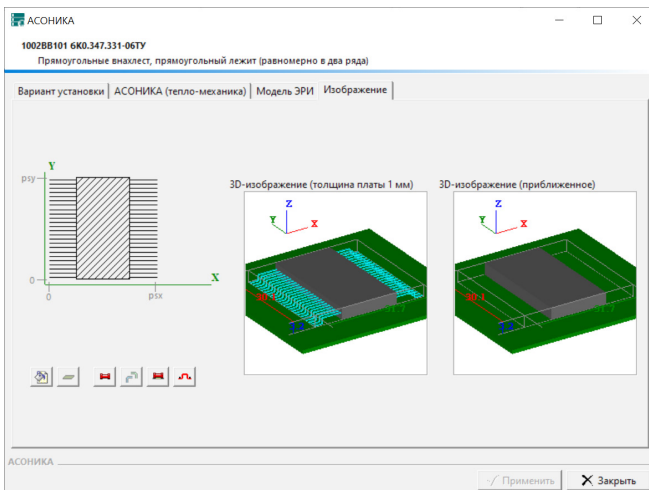 АСОНИКА
1002ВВ101 6К0.347.331-06ТУ
Прямоугольные внахлест, прямоугольный лежит (равномерно в два ряда)
Вариант установки
АСОНИКА (тепло-механика)
Модель ЭРИ
Изображение
Y
psy
0
X
0
psx
3D-изображение (толщина платы 1 мм)
Z
Y
X
3D-изображение (приближенное)
Z
Y
X
АСОНИКА
Применить
Закрыть